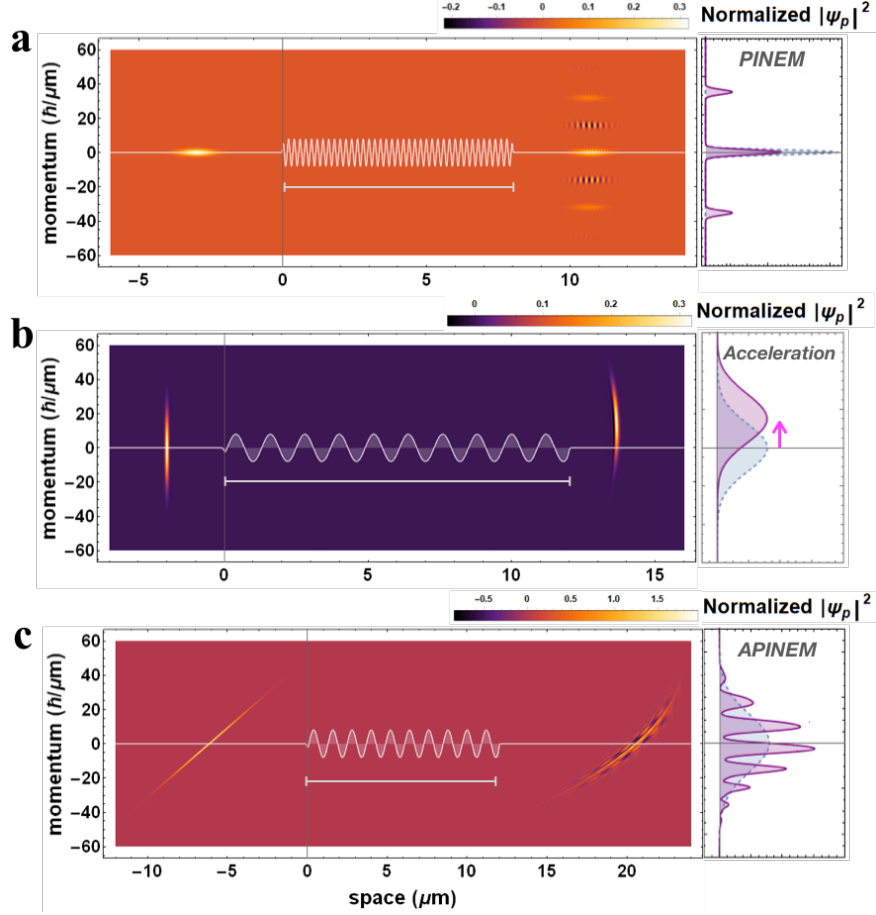 -0.2 -0.1 0 0.1 0.2 0.3
Normalized |ψₚ|²
a
momentum (ħ/μm)
60
40
20
0
-20
-40
-60
-5 0 5 10
PINEM
0 0.1 0.2 0.3
Normalized |ψₚ|²
b
momentum (ħ/μm)
60
40
20
0
-20
-40
-60
0 5 10 15
Acceleration
-0.5 0 0.5 1.0 1.5
Normalized |ψₚ|²
c
momentum (ħ/μm)
60
40
20
0
-20
-40
-60
-10 -5 0 5 10 15 20
space (μm)
APINEM